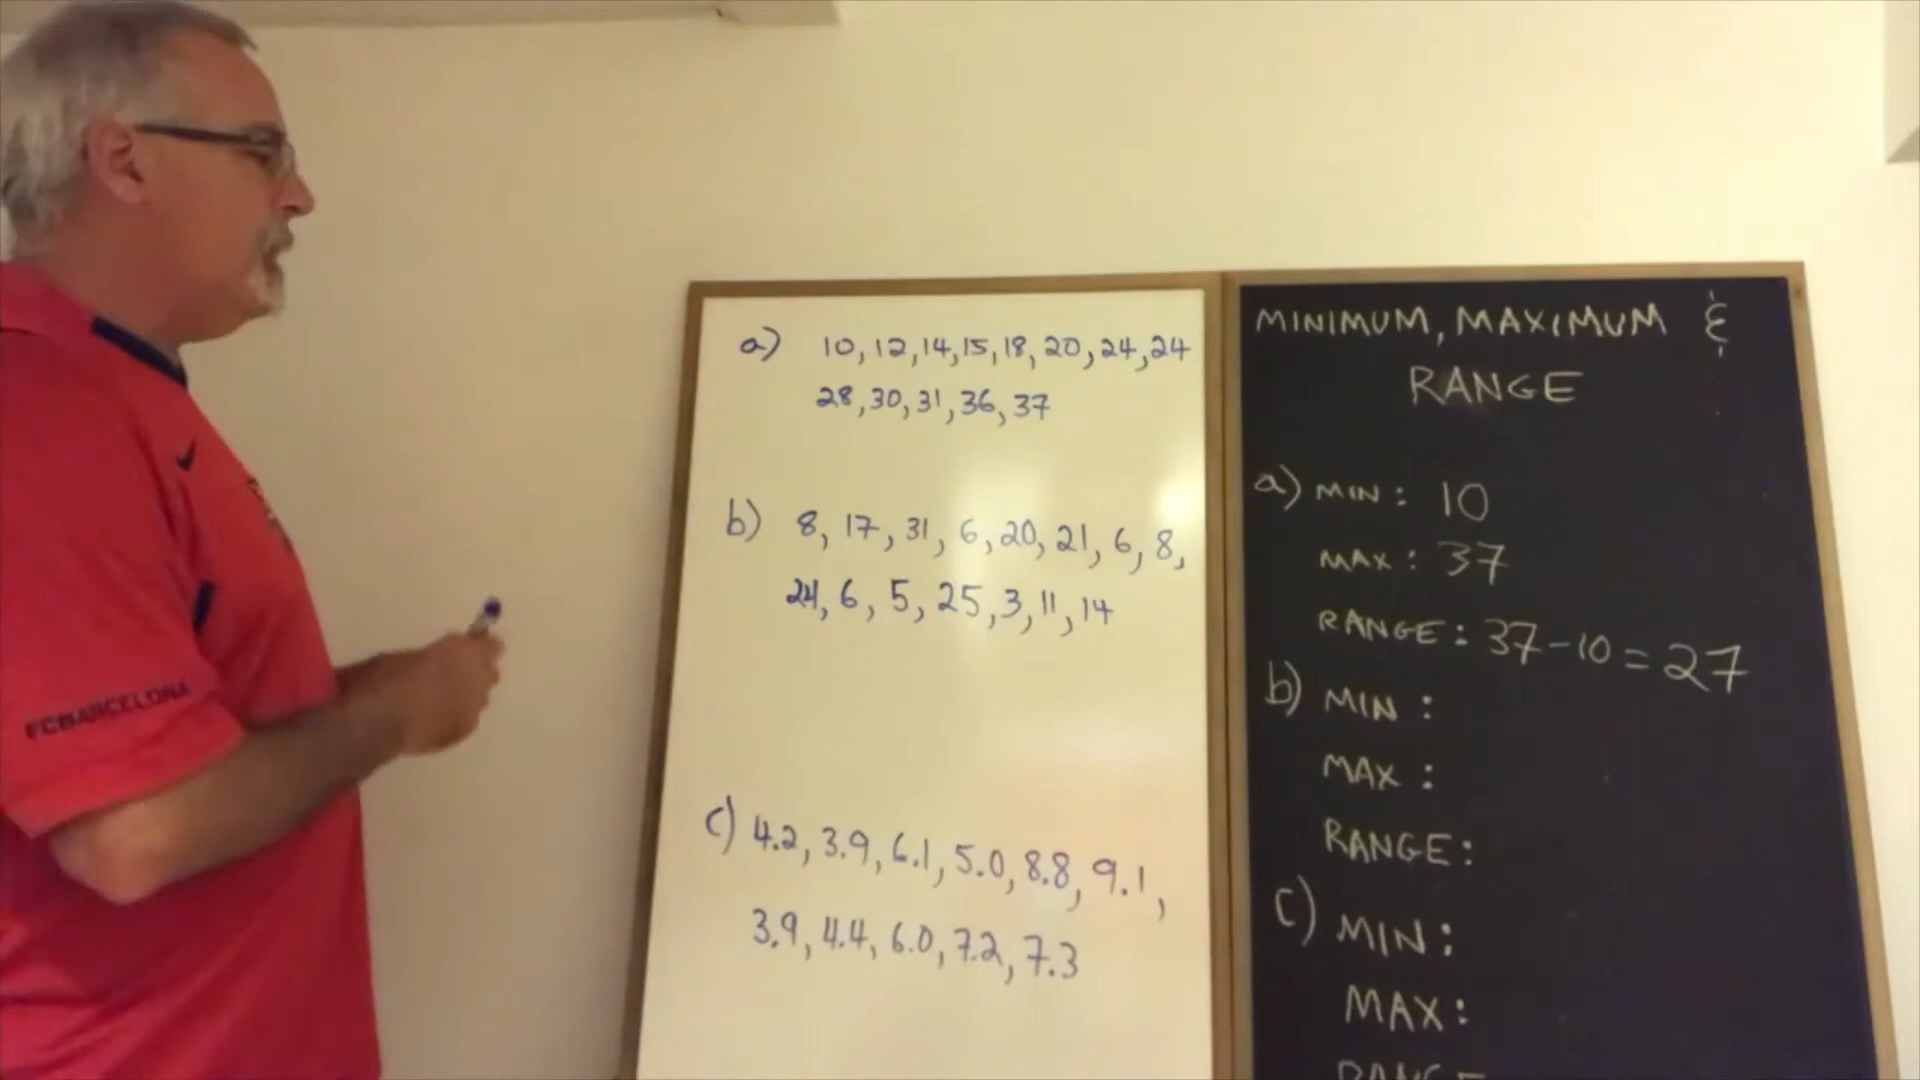 a) 10, 12, 14, 15, 18, 20, 24, 24
28, 30, 31, 36, 37
b) 8, 17, 31, 6, 20, 21, 6, 8,
24, 6, 5, 25, 3, 11, 14
c) 4.2, 3.9, 6.1, 5.0, 8.8, 9.1,
3.9, 4.4, 6.0, 7.2, 7.3
MINIMUM, MAXIMUM &
RANGE
a) MIN: 10
MAX: 37
RANGE: 37-10=27
b) MIN:
MAX:
RANGE:
c) MIN:
MAX:
FCBARCELONA